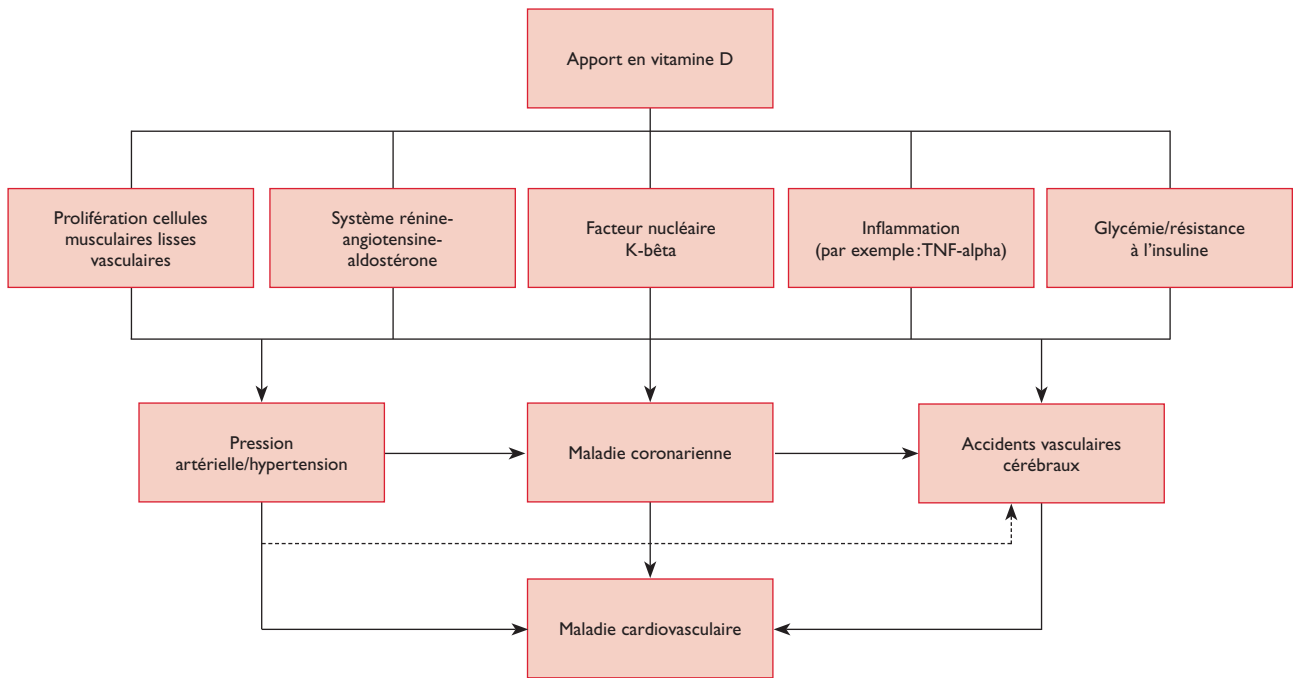 Apport en vitamine D
Prolifération cellules
musculaires lisses
vasculaires
Système rénine-
angiotensine-
aldostérone
Facteur nucléaire
K-bêta
Inflammation
(par exemple : TNF-alpha)
Glycémie/résistance
à l’insuline
Pression
artérielle/hypertension
Maladie coronarienne
Accidents vasculaires
cérébraux
Maladie cardiovasculaire